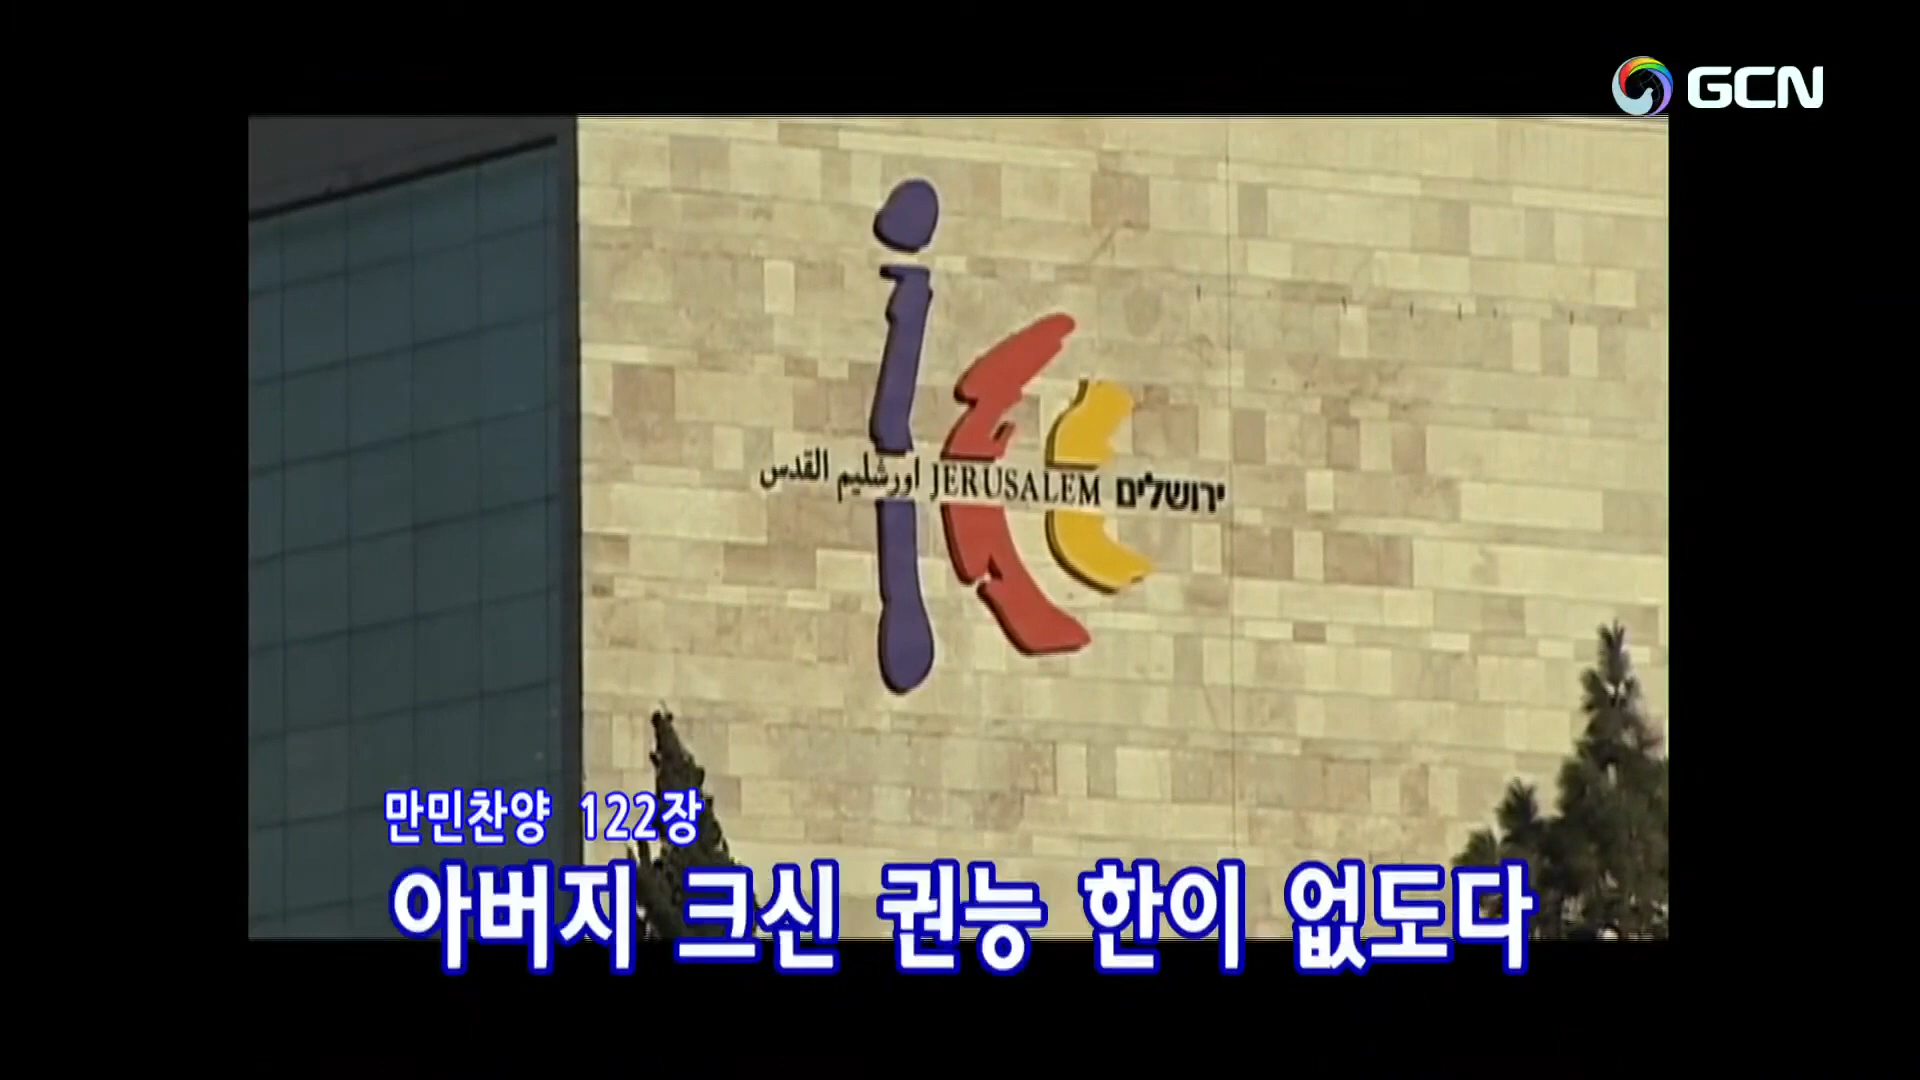 GCN
icc
اورشليم القدس JERUSALEM ירושלים
만민찬양 122장
아버지 크신 권능 한이 없도다